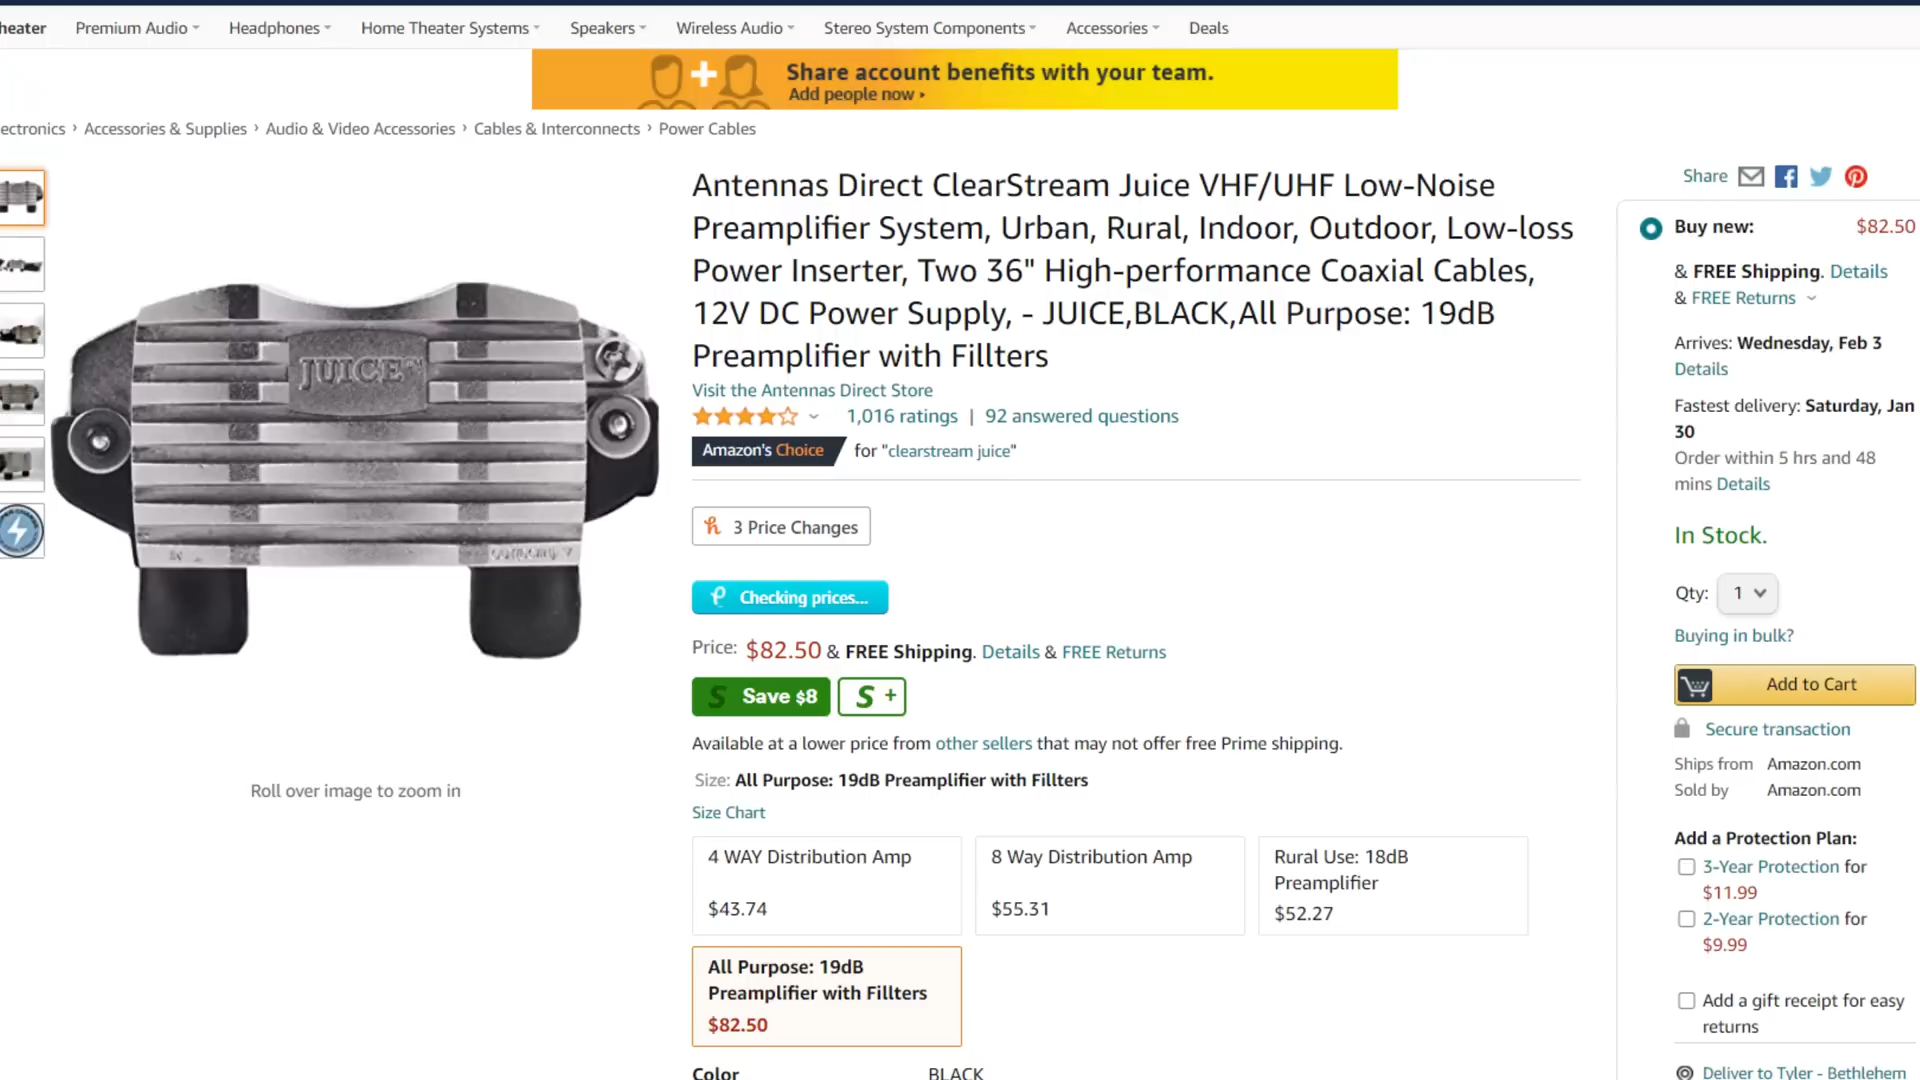 heater Premium Audio Headphones Home Theater Systems Speakers Wireless Audio Stereo System Components Accessories Deals
Share account benefits with your team.
Add people now ▸
ectronics › Accessories & Supplies › Audio & Video Accessories › Cables & Interconnects › Power Cables
JUICE™
IN
Roll over image to zoom in
Antennas Direct ClearStream Juice VHF/UHF Low-Noise
Preamplifier System, Urban, Rural, Indoor, Outdoor, Low-loss
Power Inserter, Two 36" High-performance Coaxial Cables,
12V DC Power Supply, - JUICE,BLACK,All Purpose: 19dB
Preamplifier with Fillters
Visit the Antennas Direct Store
1,016 ratings | 92 answered questions
Amazon's Choice for "clearstream juice"
3 Price Changes
Checking prices...
Price: $82.50 & FREE Shipping. Details & FREE Returns
S Save $8 S +
Available at a lower price from other sellers that may not offer free Prime shipping.
Size: All Purpose: 19dB Preamplifier with Fillters
Size Chart
4 WAY Distribution Amp
$43.74
8 Way Distribution Amp
$55.31
Rural Use: 18dB
Preamplifier
$52.27
All Purpose: 19dB
Preamplifier with Fillters
$82.50
Color BLACK
Share
Buy new: $82.50
& FREE Shipping. Details
& FREE Returns
Arrives: Wednesday, Feb 3
Details
Fastest delivery: Saturday, Jan
30
Order within 5 hrs and 48
mins Details
In Stock.
Qty: 1
Buying in bulk?
Add to Cart
Secure transaction
Ships from Amazon.com
Sold by Amazon.com
Add a Protection Plan:
3-Year Protection for
$11.99
2-Year Protection for
$9.99
Add a gift receipt for easy
returns
Deliver to Tyler - Bethlehem